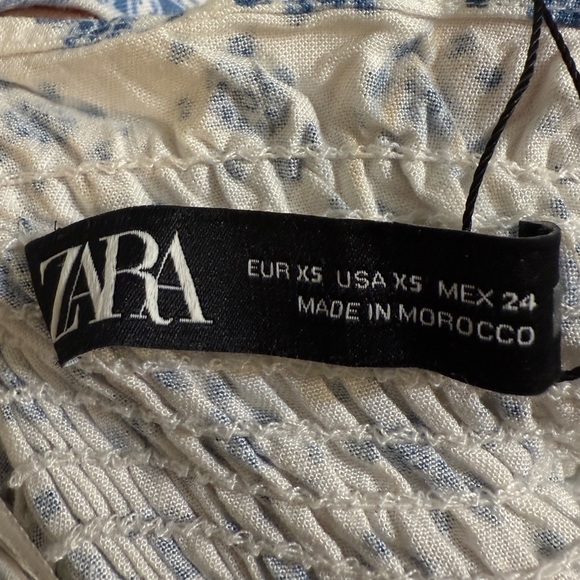 ZARA
EUR XS USA XS MEX 24
MADE IN MOROCCO